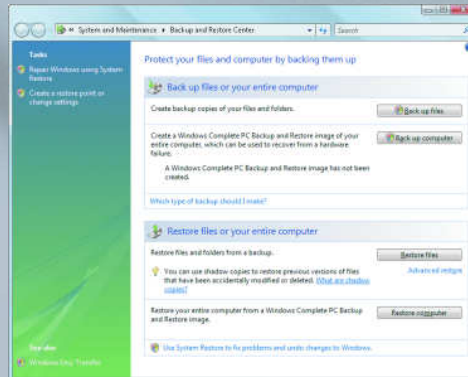 « System and Maintenance ▸ Backup and Restore Center
Search
Tasks
Repair Windows using System
Restore
Create a restore point or
change settings
Protect your files and computer by backing them up
Back up files or your entire computer
Create backup copies of your files and folders.
Back up files
Create a Windows Complete PC Backup and Restore image of your
entire computer, which can be used to recover from a hardware
failure.
Back up computer
A Windows Complete PC Backup and Restore image has not been
created.
Which type of backup should I make?
Restore files or your entire computer
Restore files and folders from a backup.
Restore files
You can use shadow copies to restore previous versions of files
that have been accidentally modified or deleted. What are shadow
copies?
Advanced restore
Restore your entire computer from a Windows Complete PC Backup
and Restore image.
Restore computer
See also
Windows Easy Transfer
Use System Restore to fix problems and undo changes to Windows.